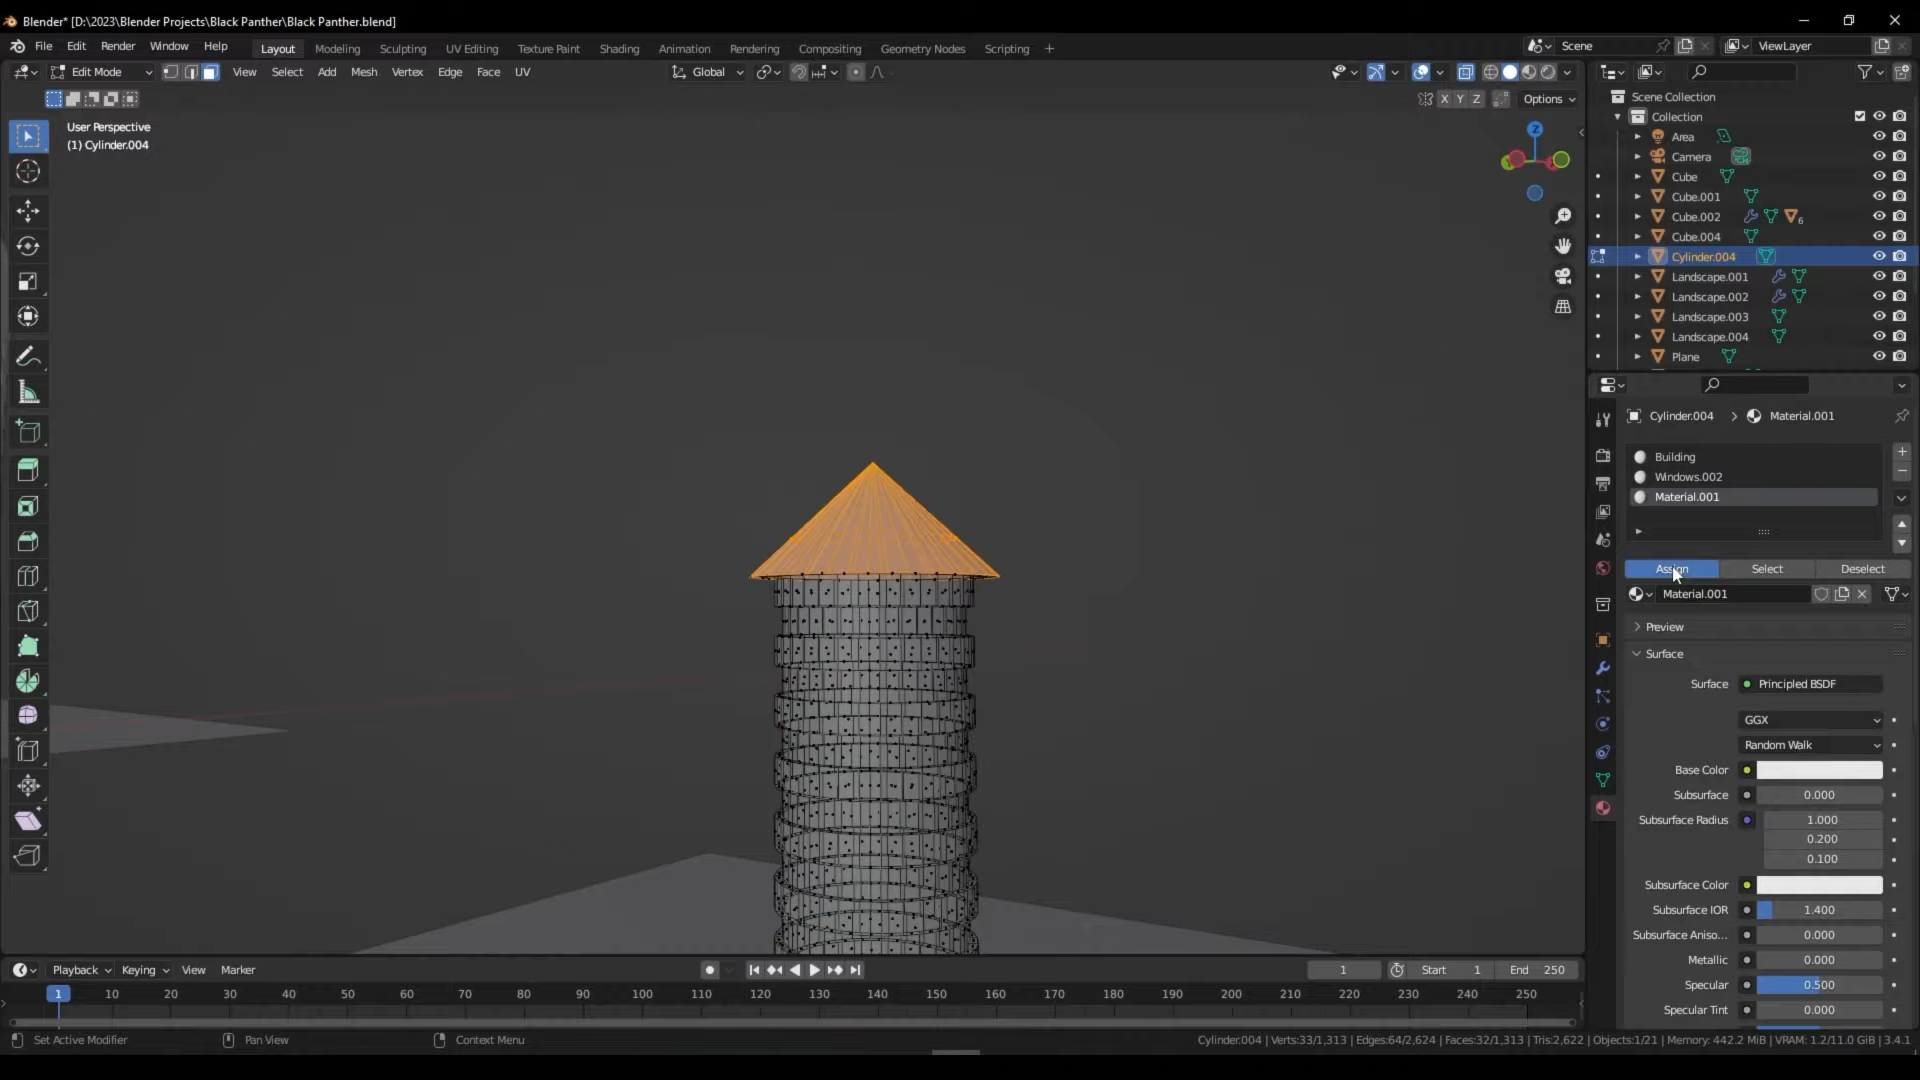 Blender* [D:\2023\Blender Projects\Black Panther\Black Panther.blend]
File Edit Render Window Help Layout Modeling Sculpting UV Editing Texture Paint Shading Animation Rendering Compositing Geometry Nodes Scripting + Scene ViewLayer
Edit Mode View Select Add Mesh Vertex Edge Face UV Global
X Y Z Options
User Perspective
(1) Cylinder.004
Z
Scene Collection
Collection
Area
Camera
Cube
Cube.001
Cube.002 6
Cube.004
Cylinder.004
Landscape.001
Landscape.002
Landscape.003
Landscape.004
Plane
Cylinder.004 > Material.001
Building
Windows.002
Material.001
Assign Select Deselect
Material.001
Preview
Surface
Surface Principled BSDF
GGX
Random Walk
Base Color
Subsurface 0.000
Subsurface Radius 1.000
0.200
0.100
Subsurface Color
Subsurface IOR 1.400
Subsurface Aniso... 0.000
Metallic 0.000
Specular 0.500
Specular Tint 0.000
Playback Keying View Marker 1 Start 1 End 250
1 10 20 30 40 50 60 70 80 90 100 110 120 130 140 150 160 170 180 190 200 210 220 230 240 250
Set Active Modifier Pan View Context Menu Cylinder.004 | Verts:33/1,313 | Edges:64/2,624 | Faces:32/1,313 | Tris:2,622 | Objects:1/21 | Memory: 442.2 MiB | VRAM: 1.2/11.0 GiB | 3.4.1